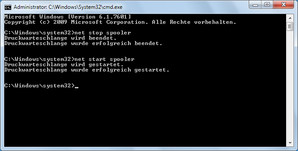 Administrator: C:\Windows\System32\cmd.exe
Microsoft Windows [Version 6.1.7601]
Copyright (c) 2009 Microsoft Corporation. Alle Rechte vorbehalten.
C:\Windows\system32>net stop spooler
Druckwarteschlange wird beendet.
Druckwarteschlange wurde erfolgreich beendet.
C:\Windows\system32>net start spooler
Druckwarteschlange wird gestartet.
Druckwarteschlange wurde erfolgreich gestartet.
C:\Windows\system32>_